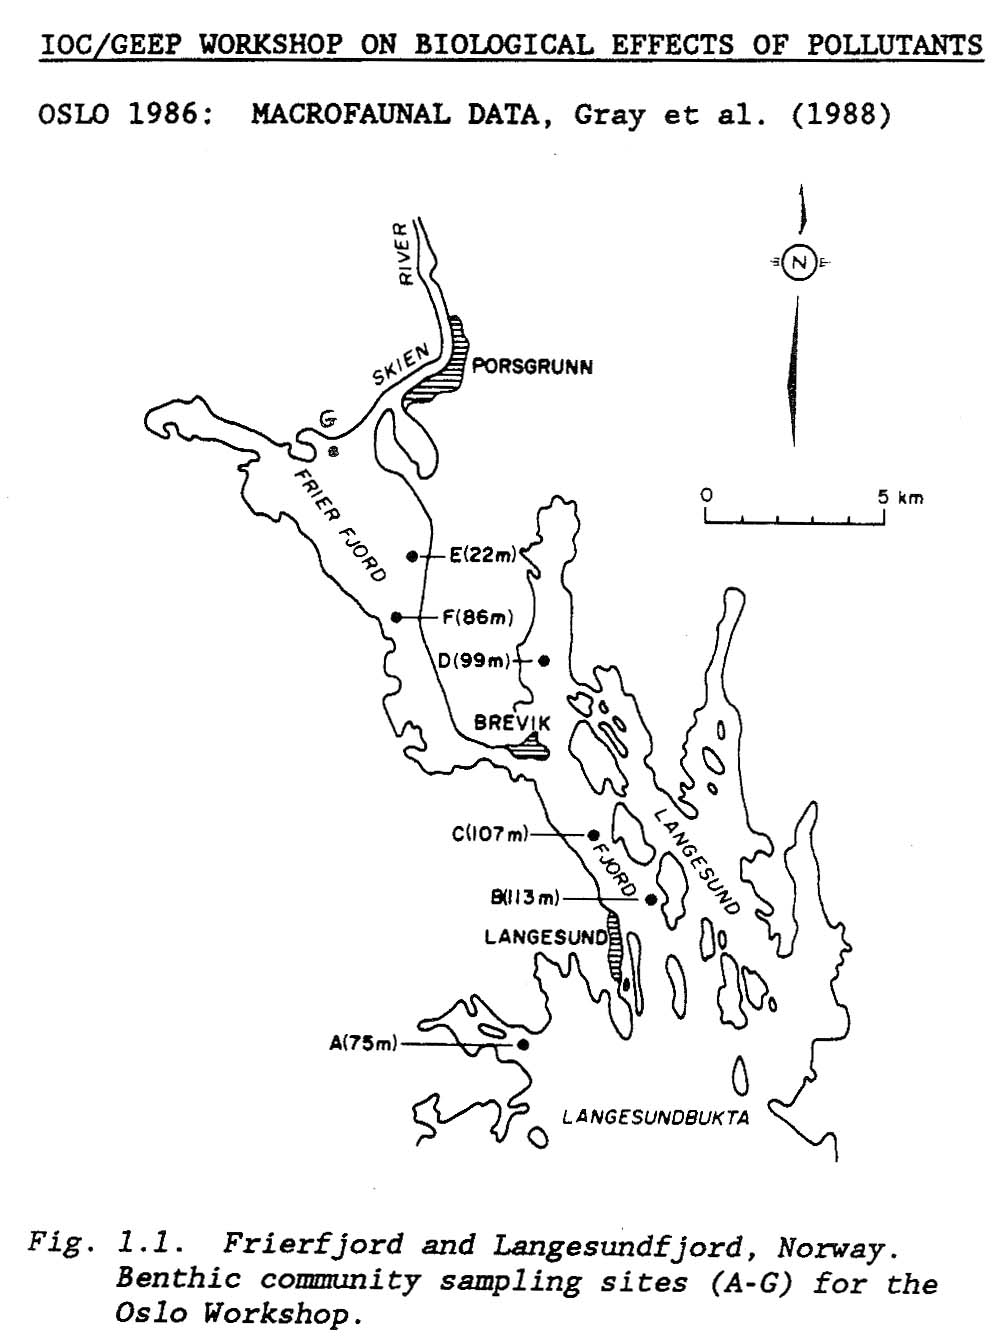 IOC/GEEP WORKSHOP ON BIOLOGICAL EFFECTS OF POLLUTANTS
OSLO 1986: MACROFAUNAL DATA, Gray et al. (1988)
RIVER
N
E
SKIEN
PORSGRUNN
G
FRIER FJORD
0
5 km
E(22m)
F(86m)
D(99m)
BREVIK
C(107m)
LANGESUND
FJORD
B(113m)
LANGESUND
A(75m)
LANGESUNDBUKTA
Fig. 1.1. Frierfjord and Langesundfjord, Norway.
Benthic community sampling sites (A-G) for the
Oslo Workshop.